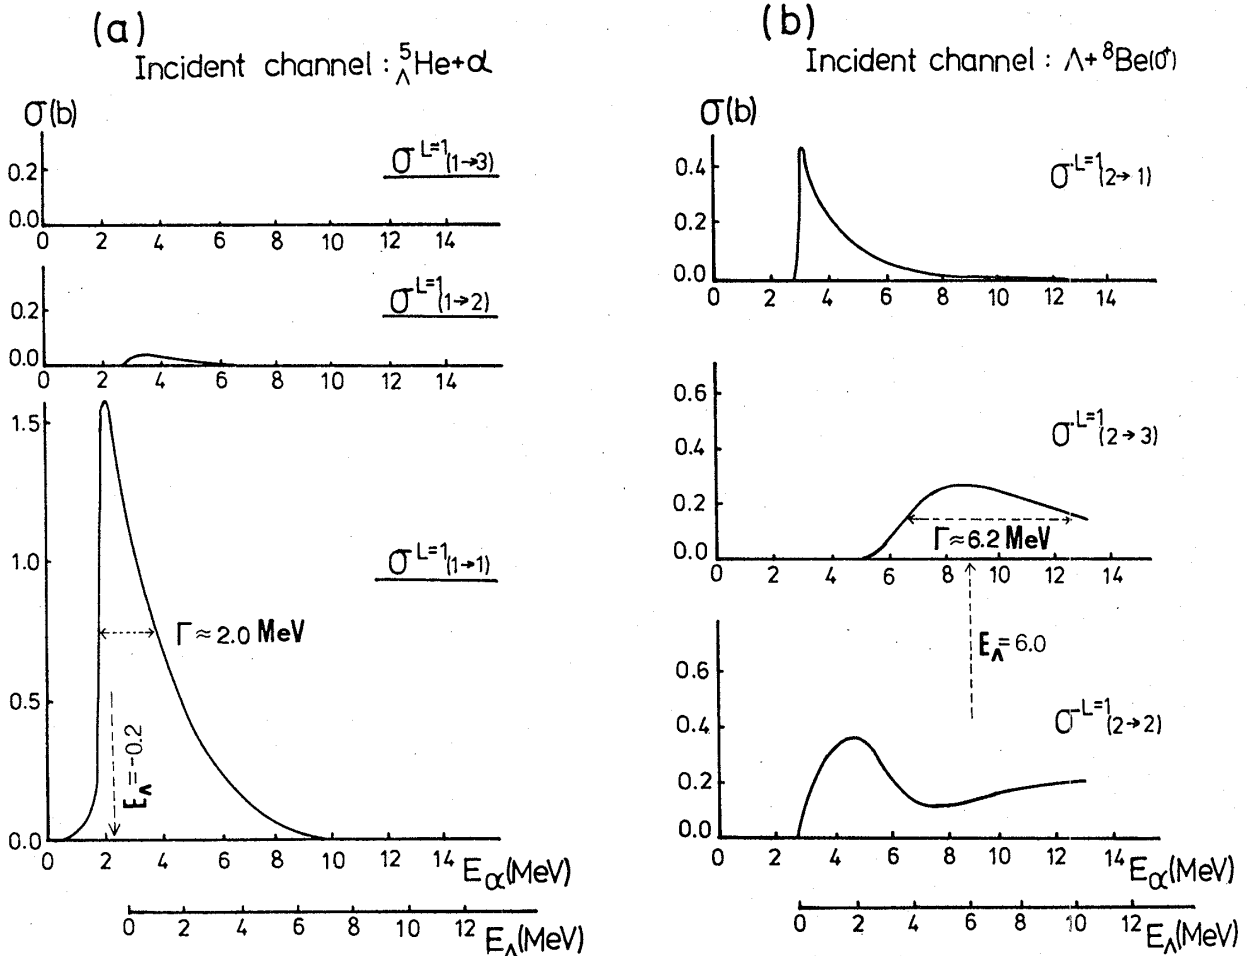 (a)
Incident channel : ⁵ΛHe+α
σ(b)
σ^L=1 (1→3)
0.2
0.0
0 2 4 6 8 10 12 14
σ^L=1 (1→2)
0.2
0.0
0 2 4 6 8 10 12 14
1.5
1.0
0.5
0.0
σ^L=1 (1→1)
Γ≈2.0 MeV
EΛ=-0.2
0 2 4 6 8 10 12 14
Eα(MeV)
0 2 4 6 8 10 12
EΛ(MeV)
(b)
Incident channel : Λ+⁸Be(0⁺)
σ(b)
0.4
0.2
0.0
σ^L=1 (2→1)
0 2 4 6 8 10 12 14
0.6
0.4
0.2
0.0
σ^L=1 (2→3)
Γ≈6.2 MeV
0 2 4 6 8 10 12 14
EΛ=6.0
0.6
0.4
0.2
0.0
σ^L=1 (2→2)
0 2 4 6 8 10 12 14
Eα(MeV)
0 2 4 6 8 10 12
EΛ(MeV)